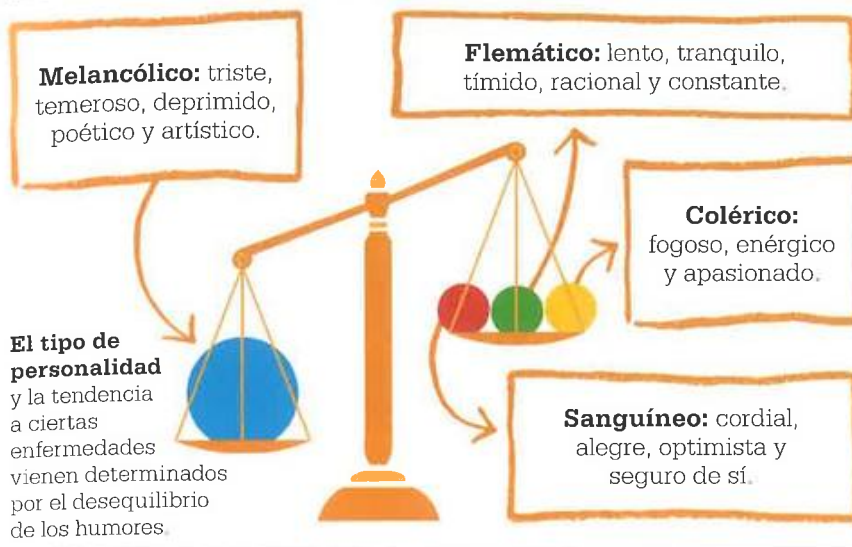 Melancólico: triste,
temeroso, deprimido,
poético y artístico.
Flemático: lento, tranquilo,
tímido, racional y constante.
Colérico:
fogoso, enérgico
y apasionado.
El tipo de
personalidad
y la tendencia
a ciertas
enfermedades
vienen determinados
por el desequilibrio
de los humores.
Sanguíneo: cordial,
alegre, optimista y
seguro de sí.